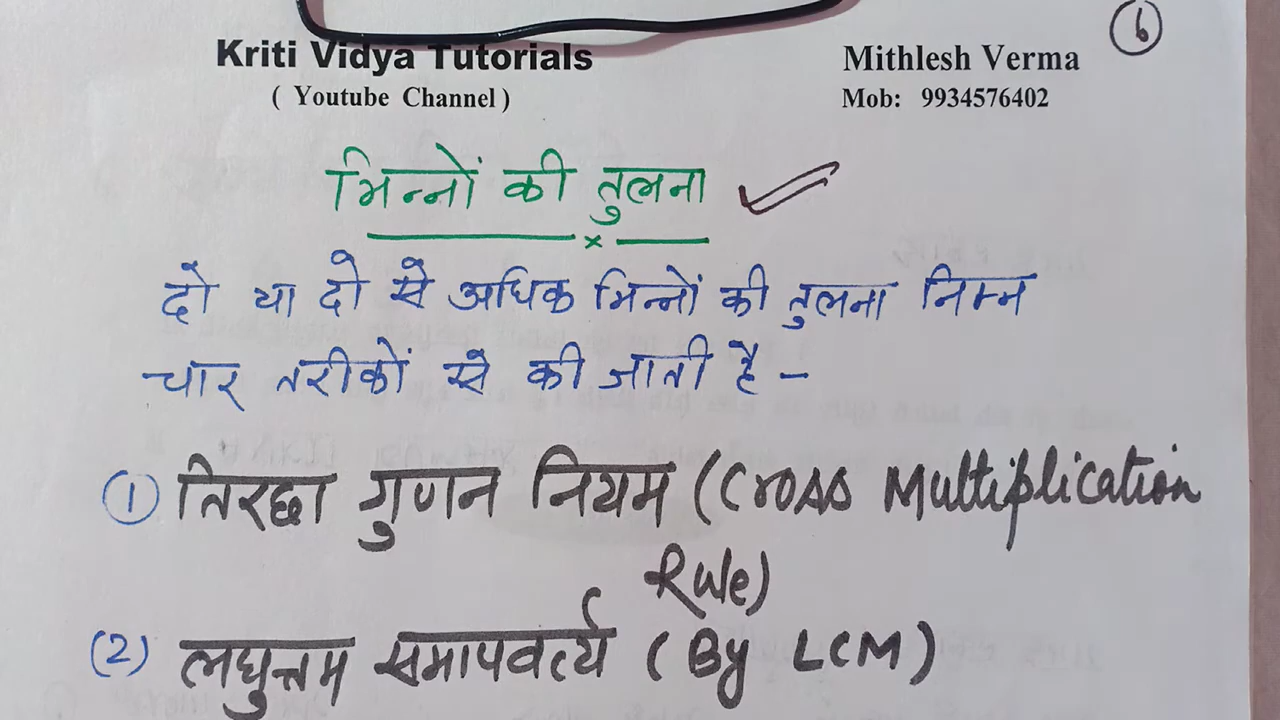 6
Kriti Vidya Tutorials
Mithlesh Verma
( Youtube Channel )
Mob: 9934576402
भिन्नों की तुलना
दो या दो से अधिक भिन्नों की तुलना निम्न
चार तरीकों से की जाती है -
(1) तिरछा गुणन नियम (Cross Multiplication
Rule)
(2) लघुत्तम समापवर्त्य (By LCM)